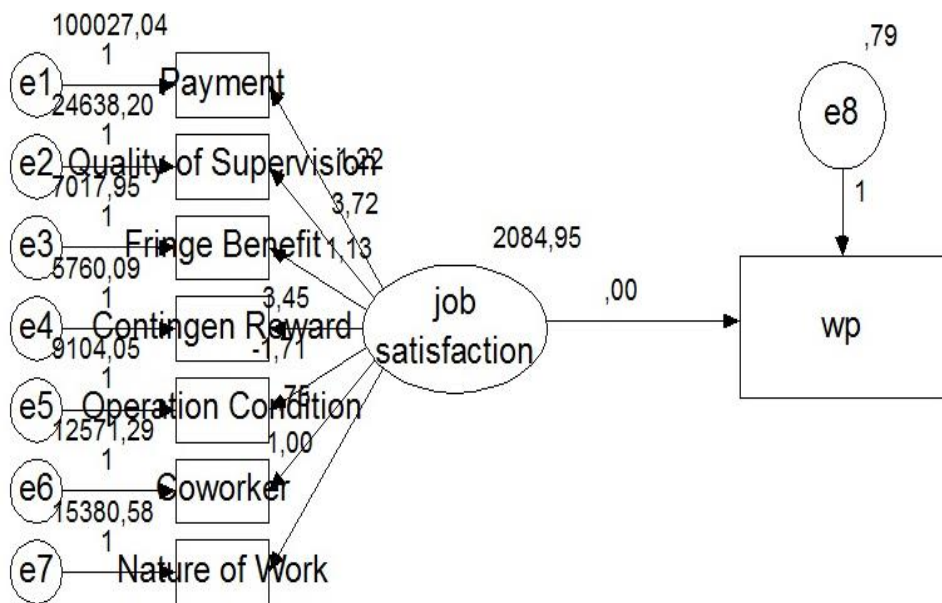 100027,04
1
e1
Payment
24638,20
1
e2
Quality of Supervision
7017,95
1
e3
Fringe Benefit
5760,09
1
e4
Contingen Reward
9104,05
1
e5
Operation Condition
12571,29
1
e6
Coworker
15380,58
1
e7
Nature of Work
1,22
3,72
1,13
3,45
-1,71
,75
1,00
2084,95
job
satisfaction
,00
,79
e8
1
wp